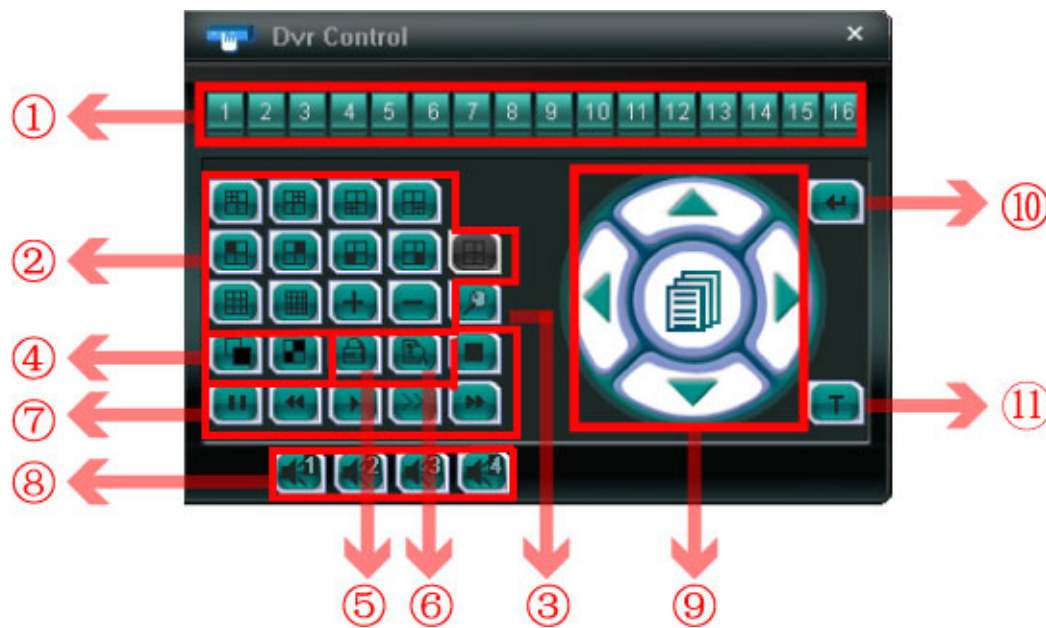 Dvr Control
① 1 2 3 4 5 6 7 8 9 10 11 12 13 14 15 16
⑩
②
④
⑦ T ⑪
⑧ 1 2 3 4
⑤ ⑥ ③ ⑨